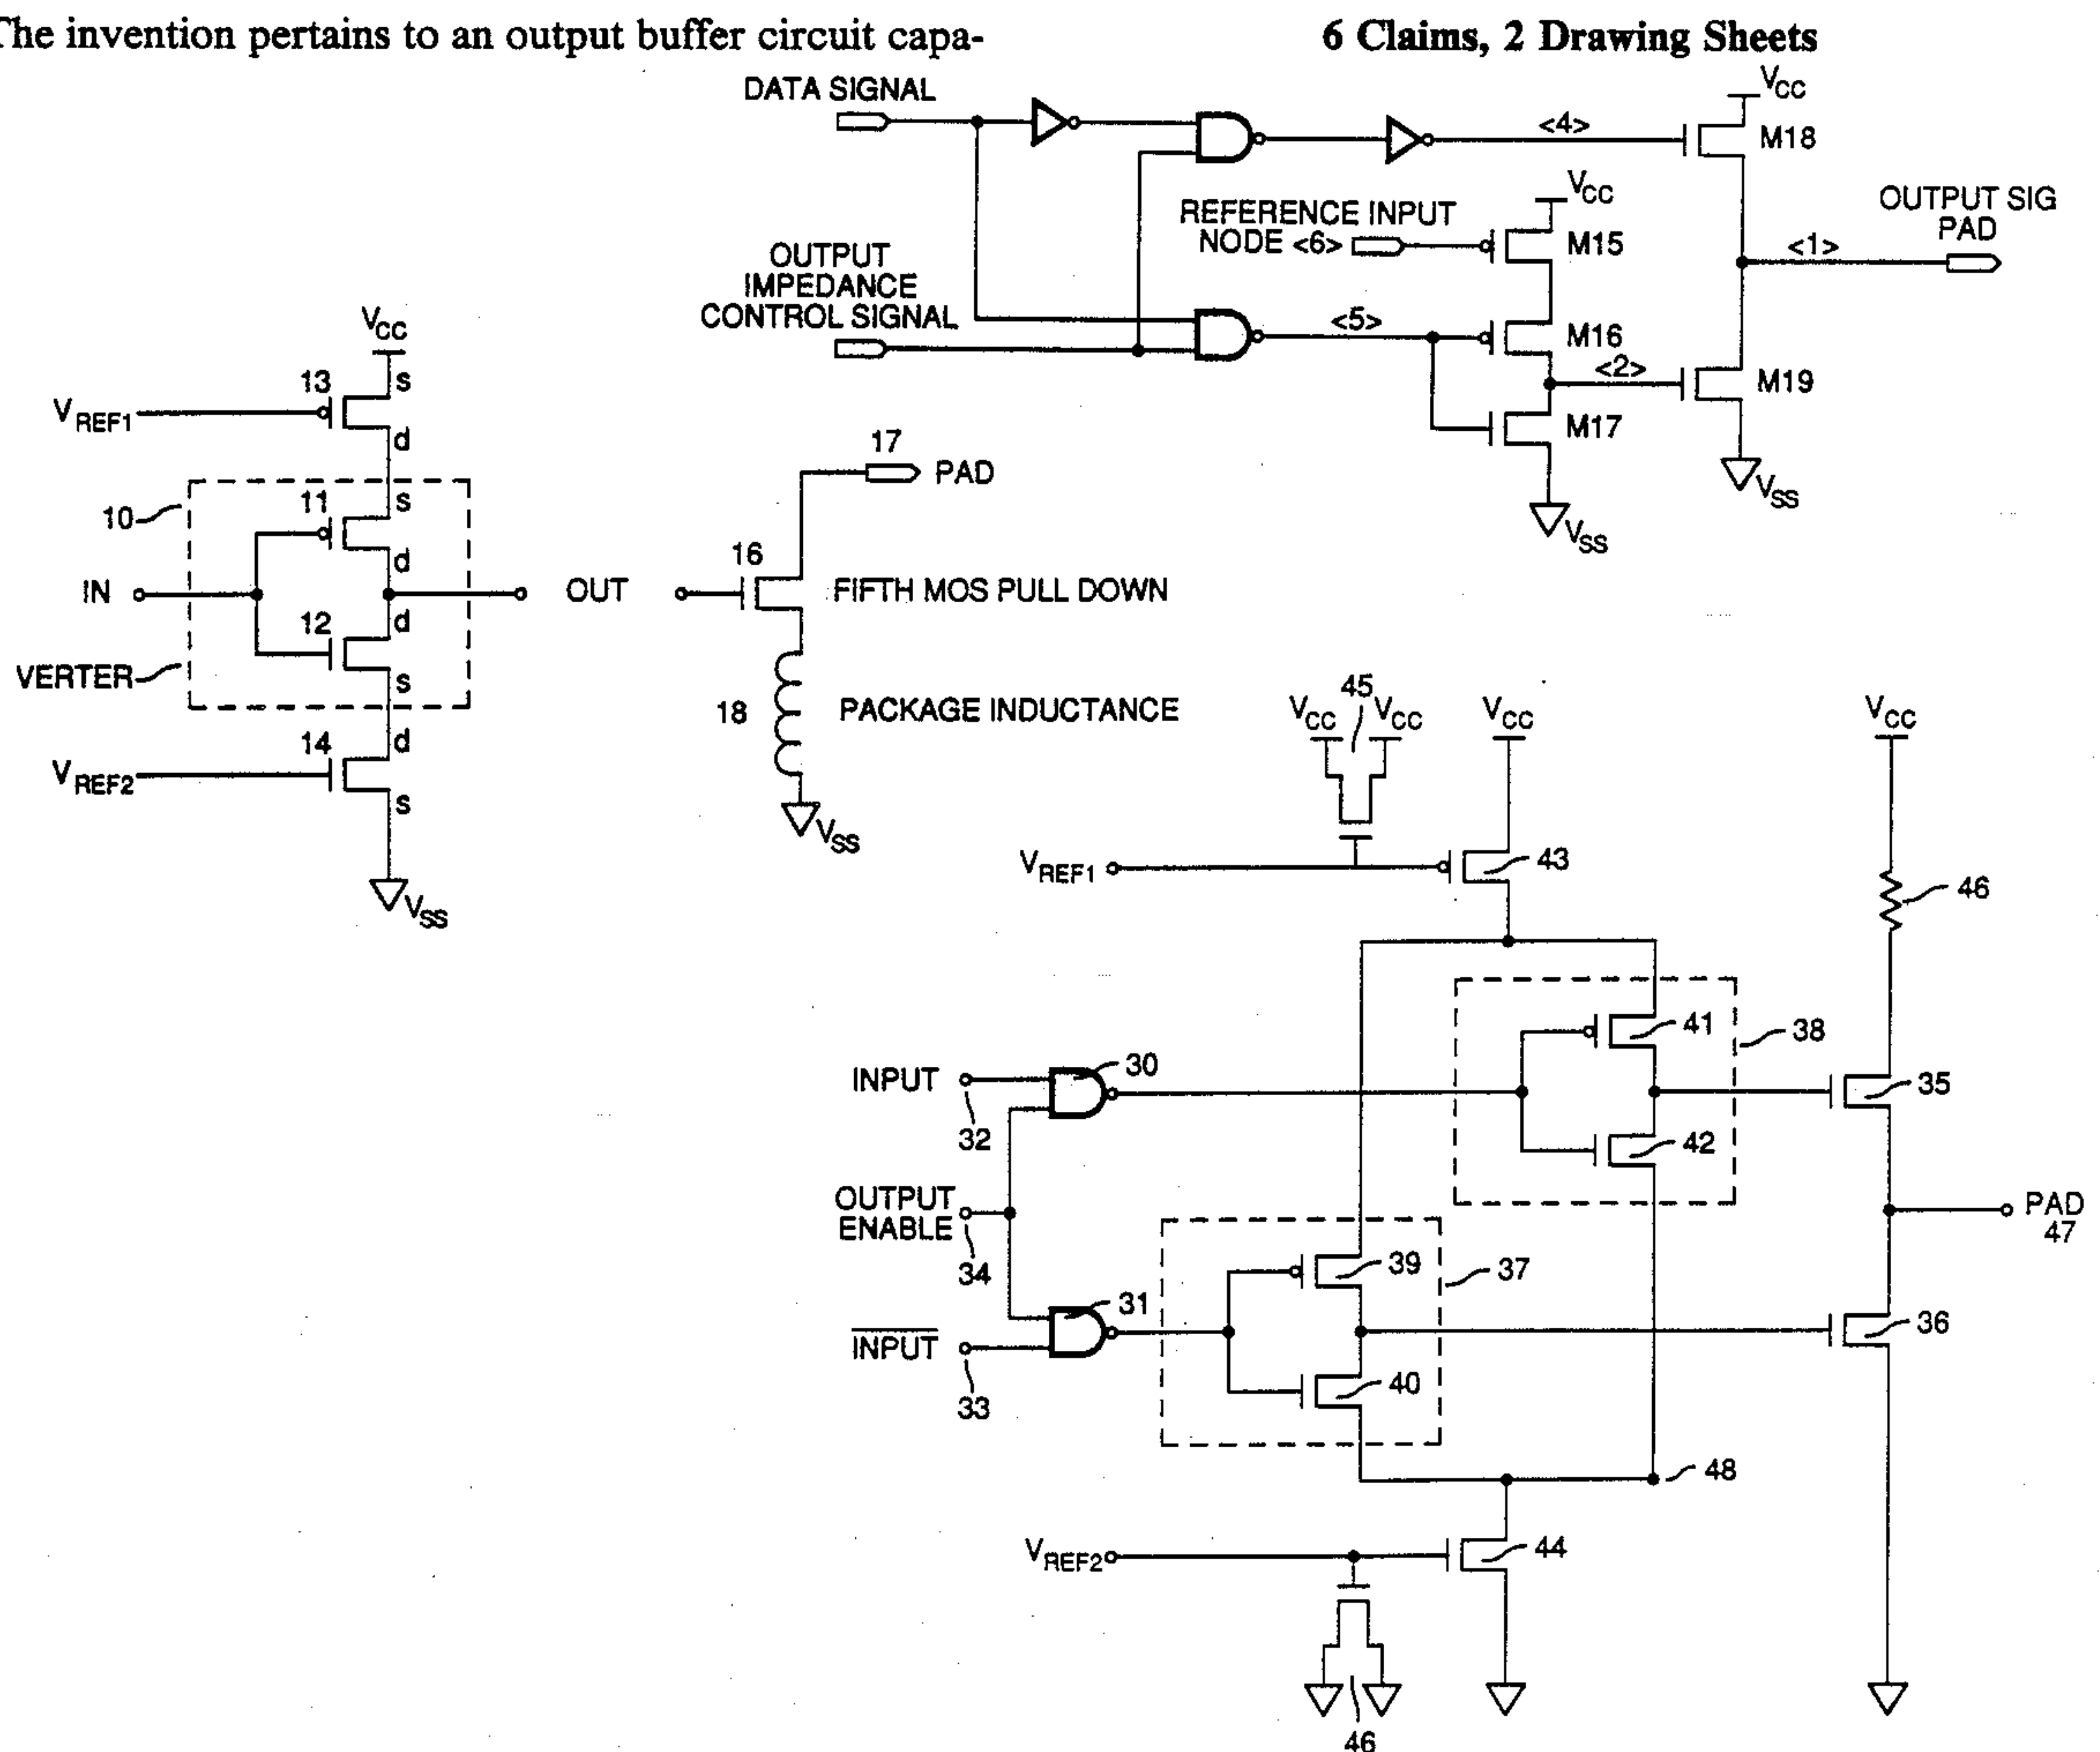 The invention pertains to an output buffer circuit capa-
6 Claims, 2 Drawing Sheets
DATA SIGNAL
<4>
VCC
M18
REFERENCE INPUT
NODE <6>
VCC
M15
OUTPUT SIG
PAD
<1>
OUTPUT
IMPEDANCE
CONTROL SIGNAL
<5>
M16
<2>
M19
M17
VSS
VSS
VCC
s
13
VREF1
d
10
11
s
d
IN
OUT
12
d
VERTER
s
14
d
VREF2
s
VSS
17
PAD
16
FIFTH MOS PULL DOWN
18
PACKAGE INDUCTANCE
VSS
45
VCC
VCC
VCC
VCC
VREF1
43
46
41
38
INPUT
30
35
32
42
OUTPUT
ENABLE
34
PAD
47
39
37
31
36
INPUT
33
40
48
VREF2
44
46